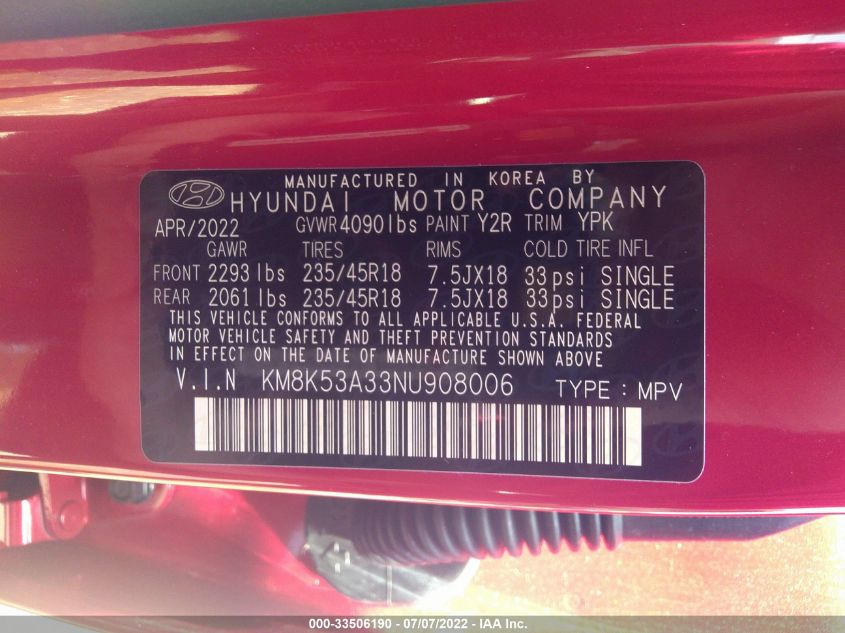 MANUFACTURED IN KOREA BY
HYUNDAI MOTOR COMPANY
APR/2022 GVWR 4090lbs PAINT Y2R TRIM YPK
GAWR TIRES RIMS COLD TIRE INFL
FRONT 2293lbs 235/45R18 7.5JX18 33psi SINGLE
REAR 2061lbs 235/45R18 7.5JX18 33psi SINGLE
THIS VEHICLE CONFORMS TO ALL APPLICABLE U.S.A. FEDERAL
MOTOR VEHICLE SAFETY AND THEFT PREVENTION STANDARDS
IN EFFECT ON THE DATE OF MANUFACTURE SHOWN ABOVE
V.I.N KM8K53A33NU908006 TYPE : MPV
000-33506190 - 07/07/2022 - IAA Inc.